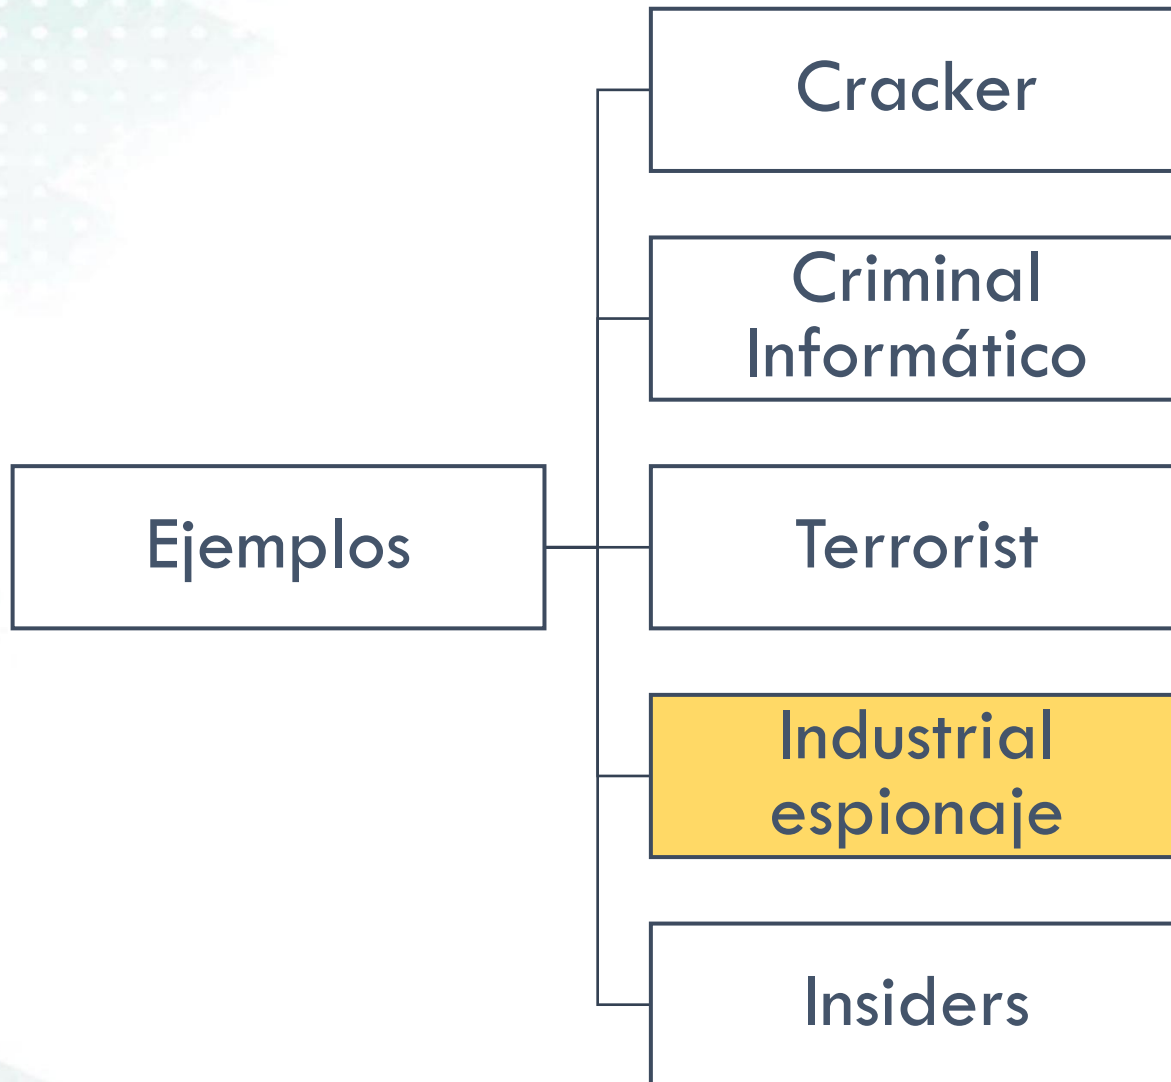 Ejemplos
Cracker
Criminal
Informático
Terrorist
Industrial
espionaje
Insiders